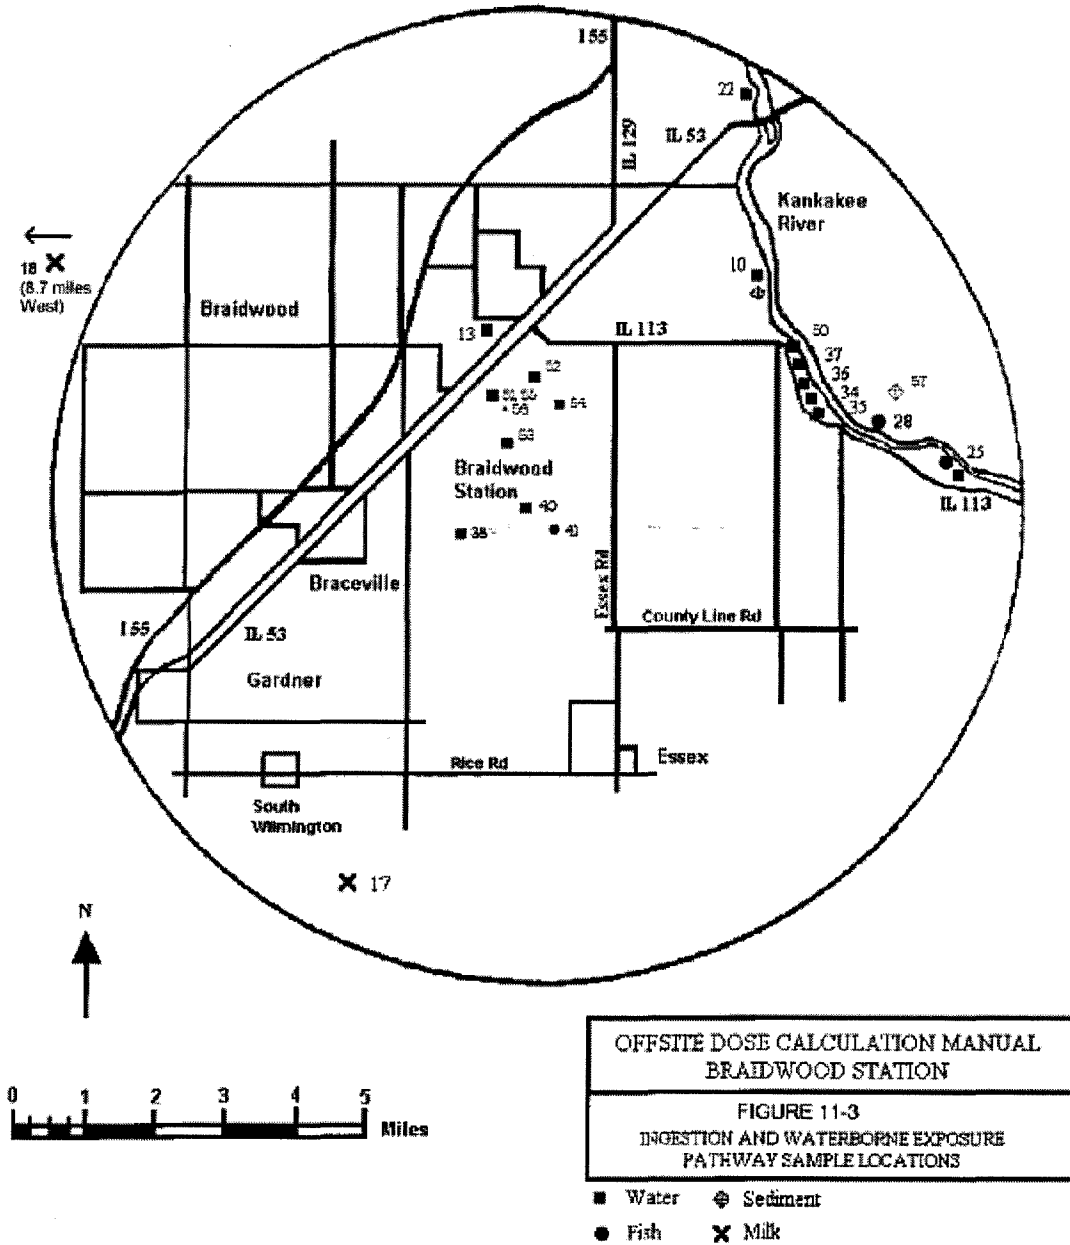 I 55
22
IL 129
IL 53
Kankakee
River
18
(8.7 miles
West)
10
Braidwood
13
IL 113
50
37
36
34
35
57
28
25
IL 113
52
54
53
Braidwood
Station
40
38
41
Essex Rd
Braceville
County Line Rd
I 55
IL 53
Gardner
Rice Rd
Essex
South
Wilmington
17
N
0 1 2 3 4 5
Miles
OFFSITE DOSE CALCULATION MANUAL
BRAIDWOOD STATION
FIGURE 11-3
INGESTION AND WATERBORNE EXPOSURE
PATHWAY SAMPLE LOCATIONS
Water Sediment
Fish Milk